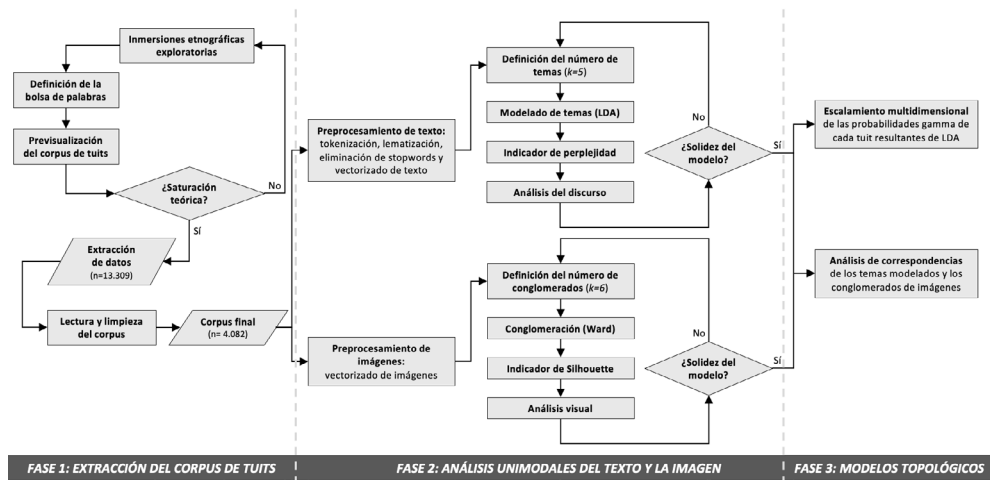 Inmersiones etnográficas
exploratorias
Definición de la
bolsa de palabras
Previsualización
del corpus de tuits
¿Saturación
teórica?
No
Sí
Extracción
de datos
(n=13.309)
Lectura y limpieza
del corpus
Corpus final
(n= 4.082)
Preprocesamiento de texto:
tokenización, lematización,
eliminación de stopwords y
vectorizado de texto
Definición del número de
temas (k=5)
Modelado de temas (LDA)
Indicador de perplejidad
Análisis del discurso
No
¿Solidez del
modelo?
Sí
Preprocesamiento de
imágenes:
vectorizado de imágenes
Definición del número de
conglomerados (k=6)
Conglomeración (Ward)
Indicador de Silhouette
Análisis visual
No
¿Solidez del
modelo?
Sí
Escalamiento multidimensional
de las probabilidades gamma de
cada tuit resultantes de LDA
Análisis de correspondencias
de los temas modelados y los
conglomerados de imágenes
FASE 1: EXTRACCIÓN DEL CORPUS DE TUITS
FASE 2: ANÁLISIS UNIMODALES DEL TEXTO Y LA IMAGEN
FASE 3: MODELOS TOPOLÓGICOS